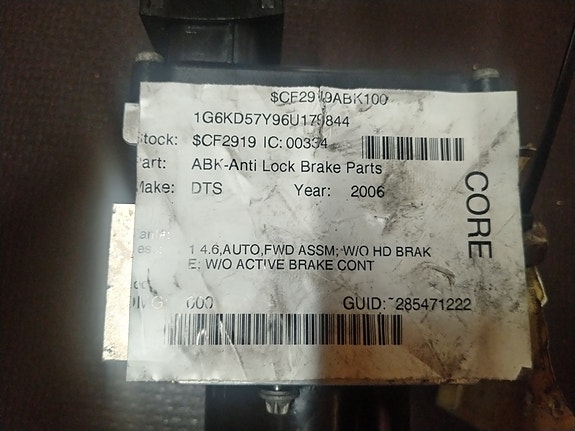 $CF2919ABK100
1G6KD57Y96U179844
Stock: $CF2919 IC: 00334
Part: ABK-Anti Lock Brake Parts
Make: DTS Year: 2006
CORE
1 4.6,AUTO,FWD ASSM; W/O HD BRAK
E; W/O ACTIVE BRAKE CONT
000 GUID: 285471222